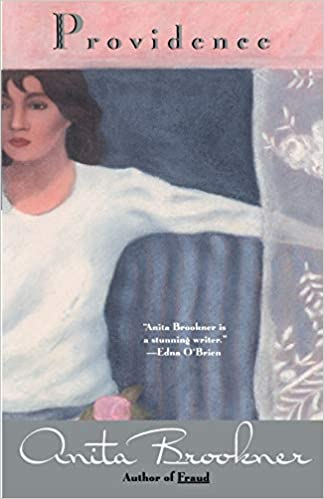 Providence
"Anita Brookner is
a stunning writer."
—Edna O'Brien
Anita Brookner
Author of Fraud